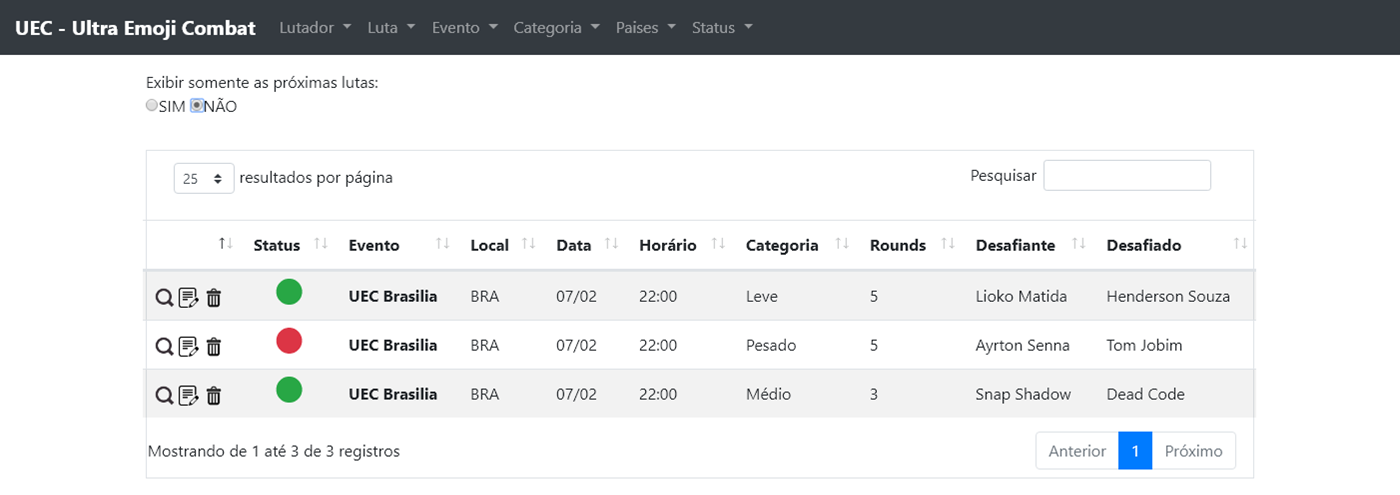 UEC - Ultra Emoji Combat Lutador Luta Evento Categoria Paises Status
Exibir somente as próximas lutas:
SIM NÃO
25 resultados por página Pesquisar
Status Evento Local Data Horário Categoria Rounds Desafiante Desafiado
UEC Brasilia BRA 07/02 22:00 Leve 5 Lioko Matida Henderson Souza
UEC Brasilia BRA 07/02 22:00 Pesado 5 Ayrton Senna Tom Jobim
UEC Brasilia BRA 07/02 22:00 Médio 3 Snap Shadow Dead Code
Mostrando de 1 até 3 de 3 registros Anterior 1 Próximo